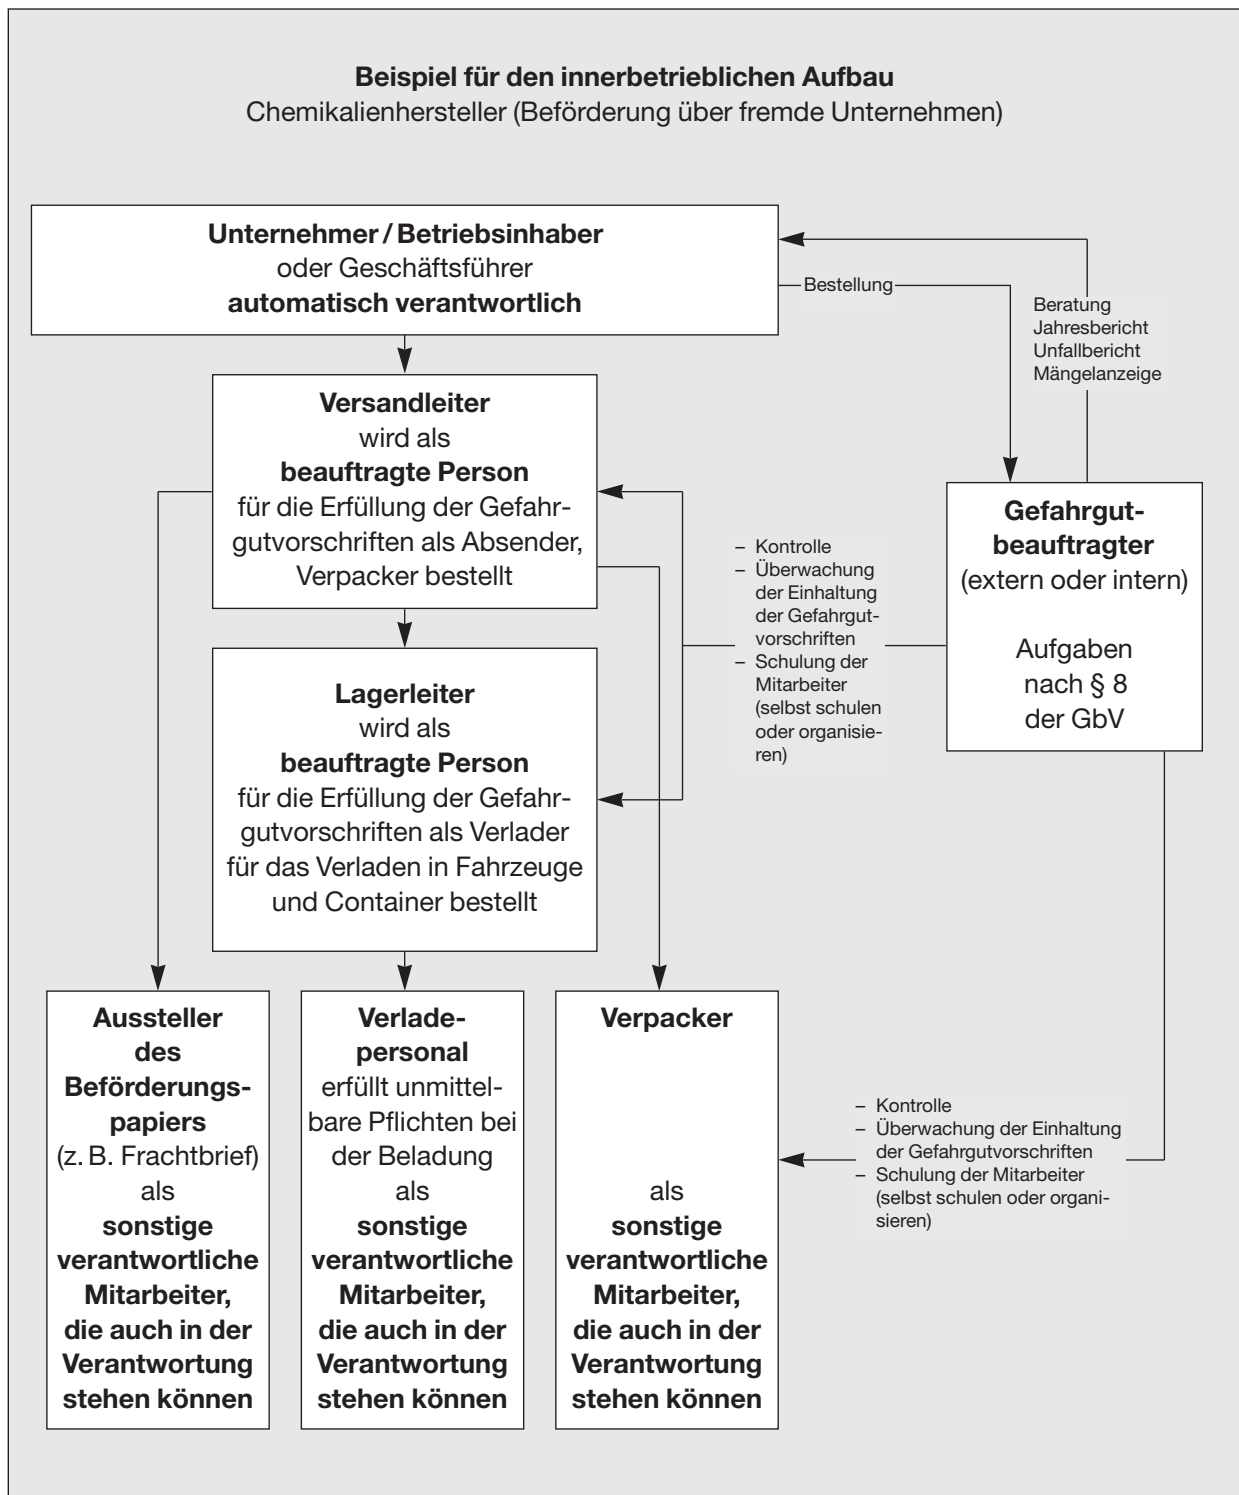 Beispiel für den innerbetrieblichen Aufbau
Chemikalienhersteller (Beförderung über fremde Unternehmen)
Unternehmer / Betriebsinhaber
oder Geschäftsführer
automatisch verantwortlich
Bestellung
Beratung
Jahresbericht
Unfallbericht
Mängelanzeige
Versandleiter
wird als
beauftragte Person
für die Erfüllung der Gefahr-
gutvorschriften als Absender,
Verpacker bestellt
Gefahrgut-
beauftragter
(extern oder intern)
Aufgaben
nach § 8
der GbV
– Kontrolle
– Überwachung
der Einhaltung
der Gefahrgut-
vorschriften
– Schulung der
Mitarbeiter
(selbst schulen
oder organisie-
ren)
Lagerleiter
wird als
beauftragte Person
für die Erfüllung der Gefahr-
gutvorschriften als Verlader
für das Verladen in Fahrzeuge
und Container bestellt
Aussteller
des
Beförderungs-
papiers
(z. B. Frachtbrief)
als
sonstige
verantwortliche
Mitarbeiter,
die auch in der
Verantwortung
stehen können
Verlade-
personal
erfüllt unmittel-
bare Pflichten bei
der Beladung
als
sonstige
verantwortliche
Mitarbeiter,
die auch in der
Verantwortung
stehen können
Verpacker
als
sonstige
verantwortliche
Mitarbeiter,
die auch in der
Verantwortung
stehen können
– Kontrolle
– Überwachung der Einhaltung
der Gefahrgutvorschriften
– Schulung der Mitarbeiter
(selbst schulen oder organi-
sieren)